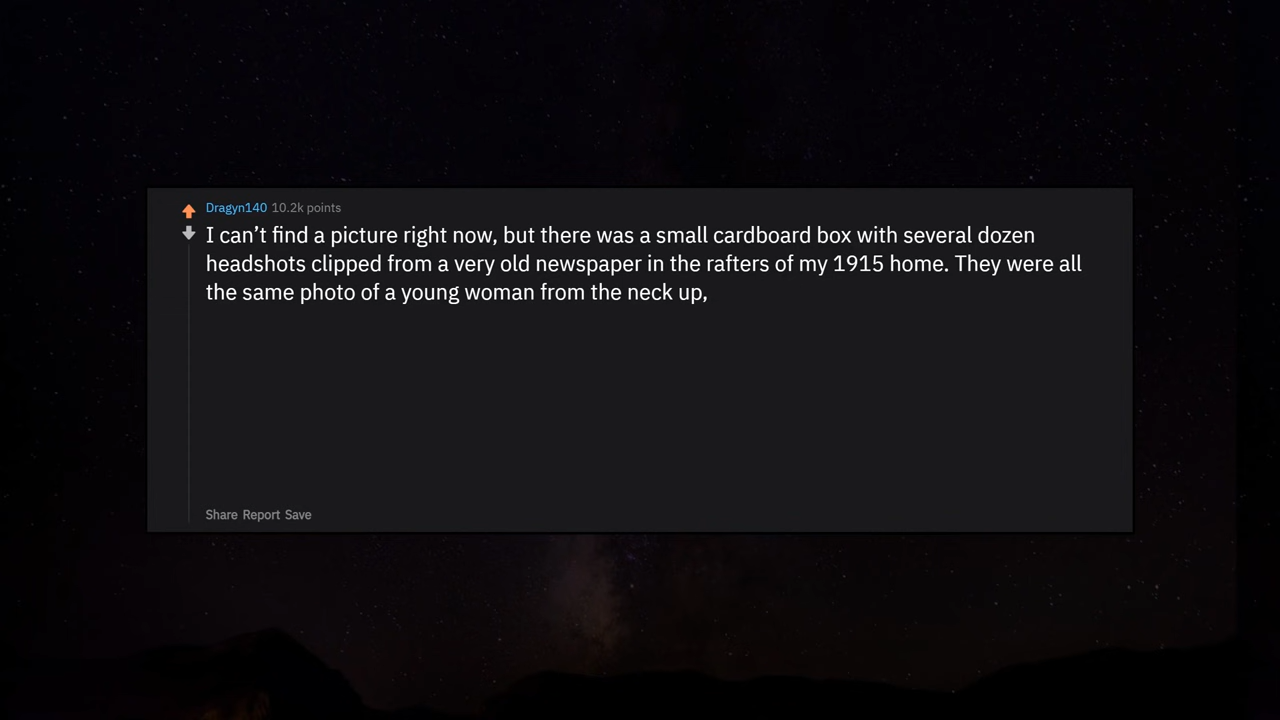 Dragyn140 10.2k points
I can’t find a picture right now, but there was a small cardboard box with several dozen
headshots clipped from a very old newspaper in the rafters of my 1915 home. They were all
the same photo of a young woman from the neck up,
Share Report Save